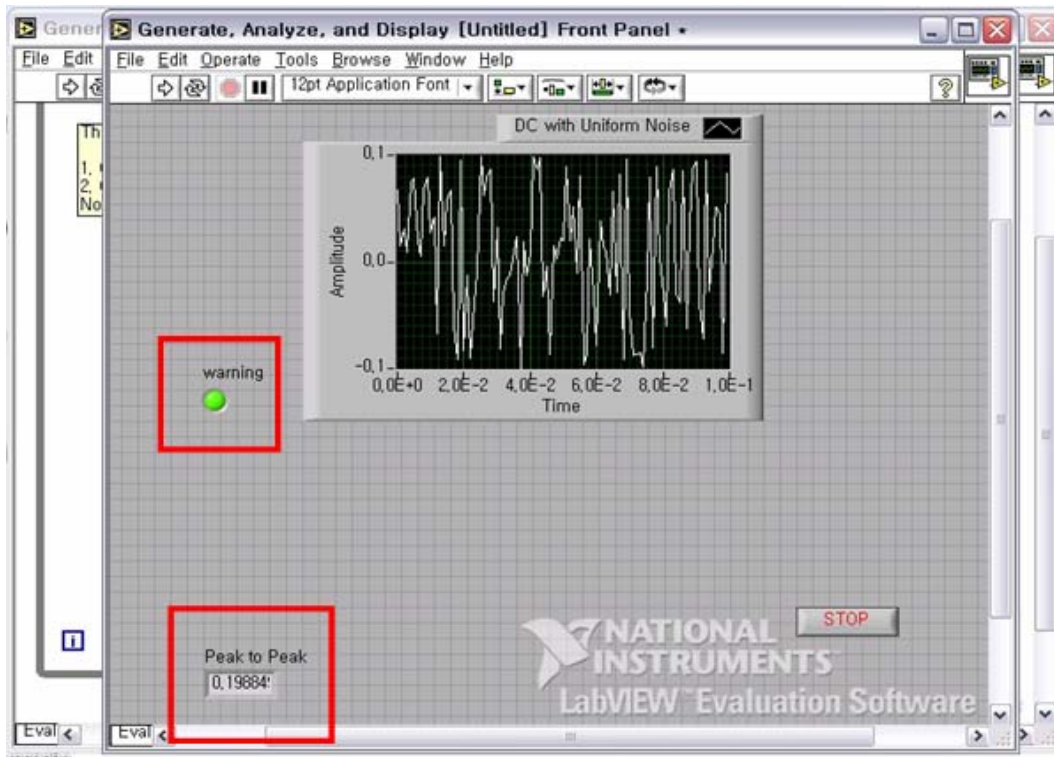 Gener
Generate, Analyze, and Display [Untitled] Front Panel *
File Edit
File Edit Operate Tools Browse Window Help
12pt Application Font
?
Th
1,
2,
No
DC with Uniform Noise
0,1
0,0
-0,1
Amplitude
0,0E+0 2,0E-2 4,0E-2 6,0E-2 8,0E-2 1,0E-1
Time
warning
STOP
i
Peak to Peak
0,19884
NATIONAL
INSTRUMENTS
LabVIEW™ Evaluation Software
Eval
Eval